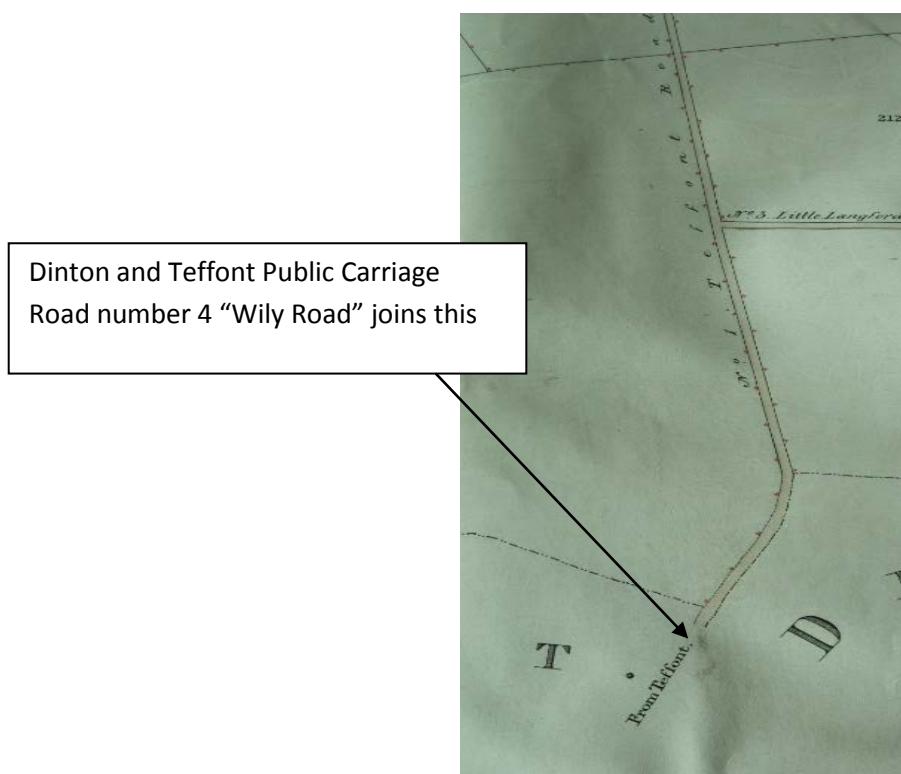 Dinton and Teffont Public Carriage
Road number 4 “Wily Road” joins this
212
No. 1. Teffont Road
No. 3. Little Langford
From Teffont.
T.
D